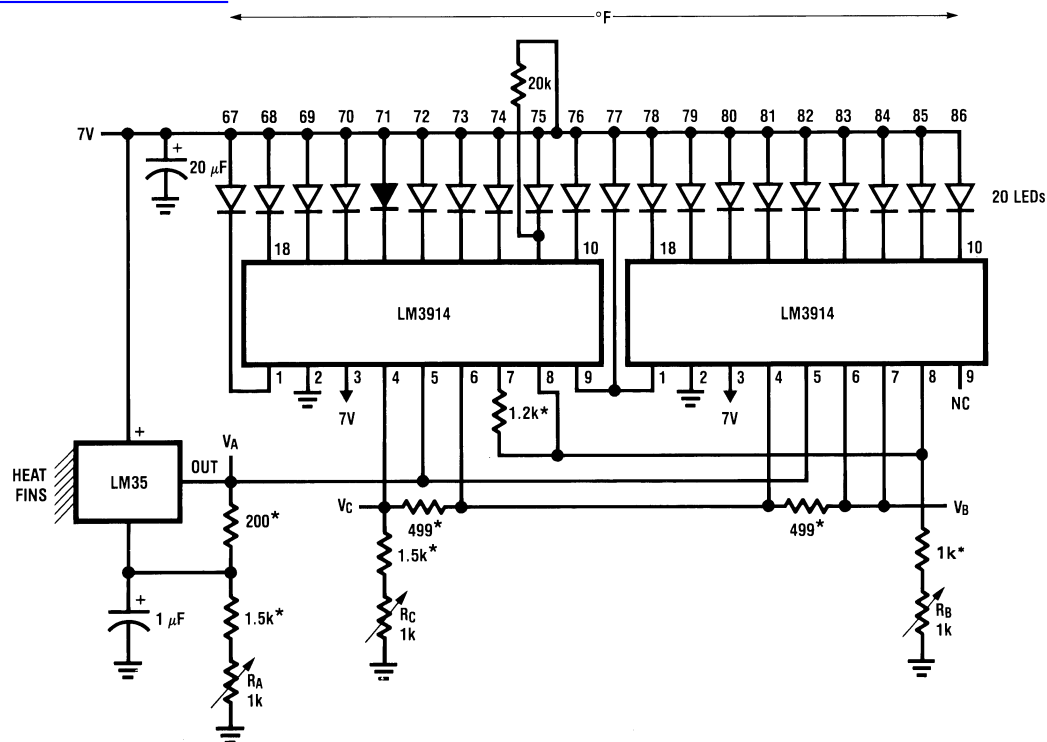 °F
20k
67 68 69 70 71 72 73 74 75 76 77 78 79 80 81 82 83 84 85 86
7V
+
20 µF
20 LEDs
18 10 18 10
LM3914 LM3914
1 2 3 4 5 6 7 8 9 1 2 3 4 5 6 7 8 9
7V 1.2k* 7V NC
+
VA
HEAT FINS
LM35
OUT
VC VB
200* 499* 499*
1.5k* 1k*
+
1 µF
1.5k*
RC 1k
RB 1k
RA 1k